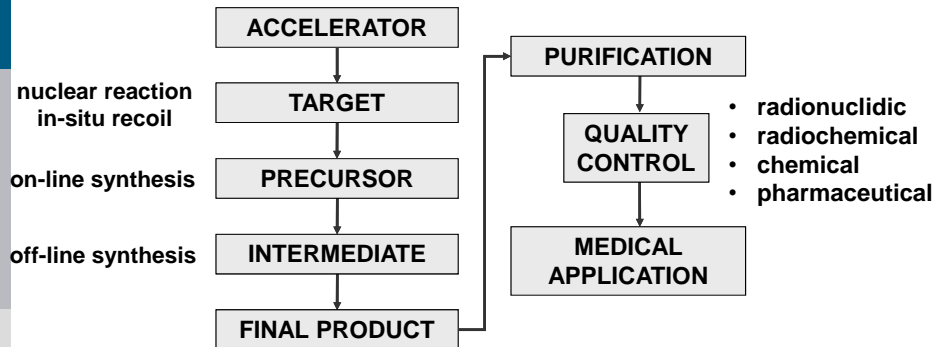 ACCELERATOR
nuclear reaction
in-situ recoil
TARGET
on-line synthesis
PRECURSOR
off-line synthesis
INTERMEDIATE
FINAL PRODUCT
PURIFICATION
QUALITY
CONTROL
• radionuclidic
• radiochemical
• chemical
• pharmaceutical
MEDICAL
APPLICATION